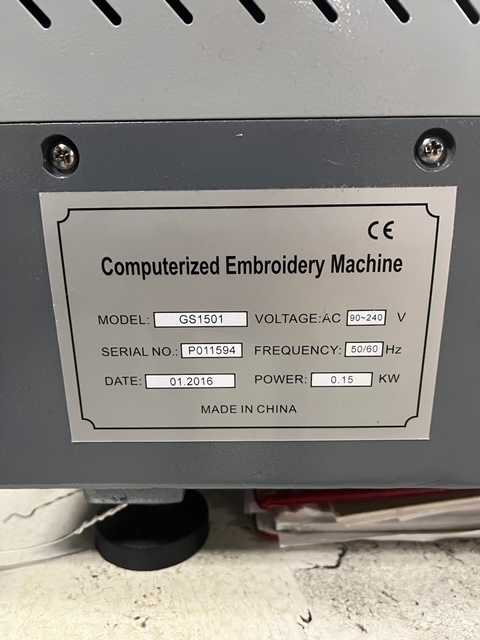 CE
Computerized Embroidery Machine
MODEL: GS1501 VOLTAGE:AC 90~240 V
SERIAL NO.: P011594 FREQUENCY: 50/60 Hz
DATE: 01.2016 POWER: 0.15 KW
MADE IN CHINA